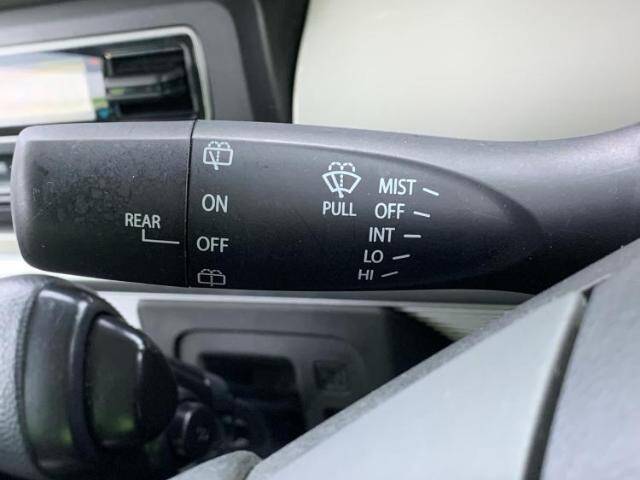 REAR
ON
OFF
PULL
MIST
OFF
INT
LO
HI